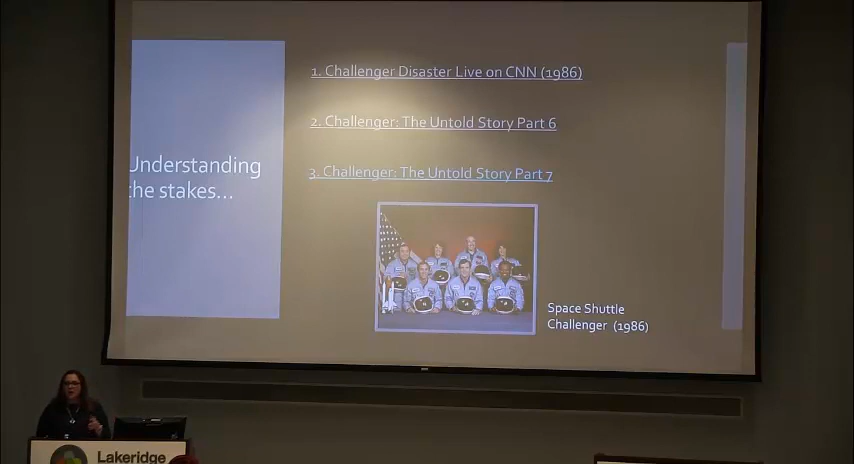 Understanding
the stakes...
1. Challenger Disaster Live on CNN (1986)
2. Challenger: The Untold Story Part 6
3. Challenger: The Untold Story Part 7
Space Shuttle
Challenger (1986)
Lakeridge